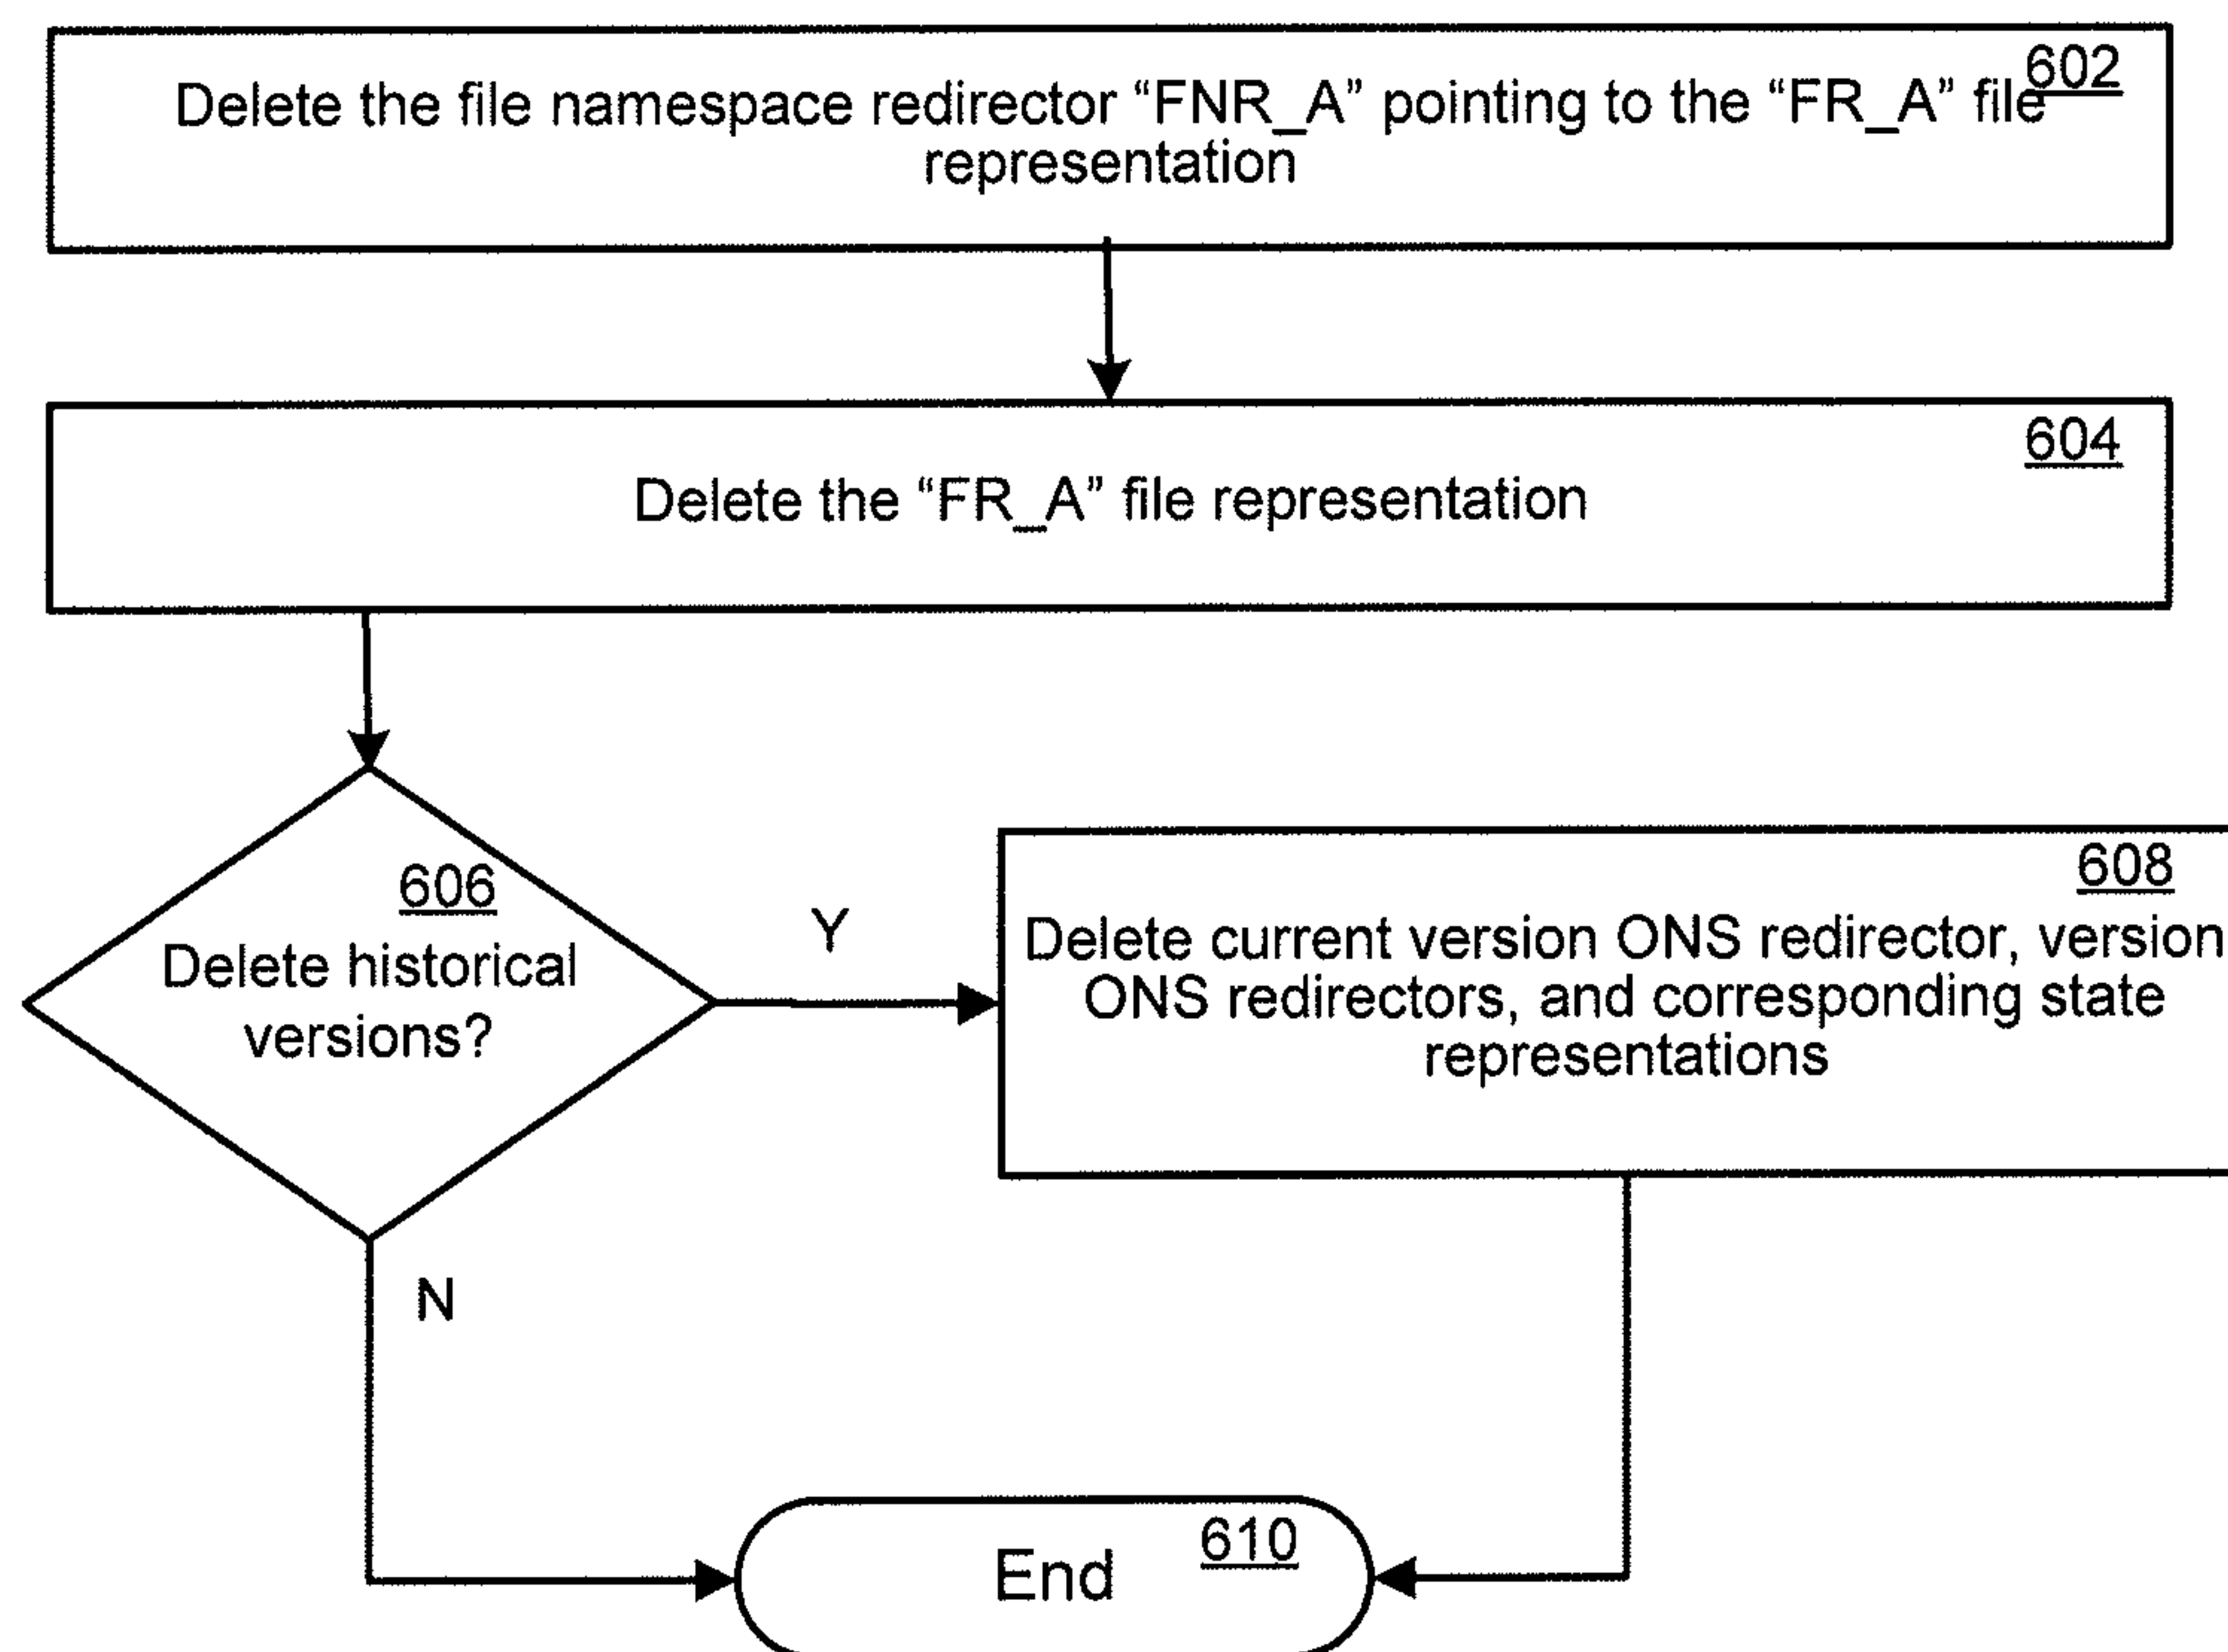 602
Delete the file namespace redirector “FNR_A” pointing to the “FR_A” file
representation
604
Delete the “FR_A” file representation
606
Delete historical
versions?
Y
608
Delete current version ONS redirector, version
ONS redirectors, and corresponding state
representations
N
610
End